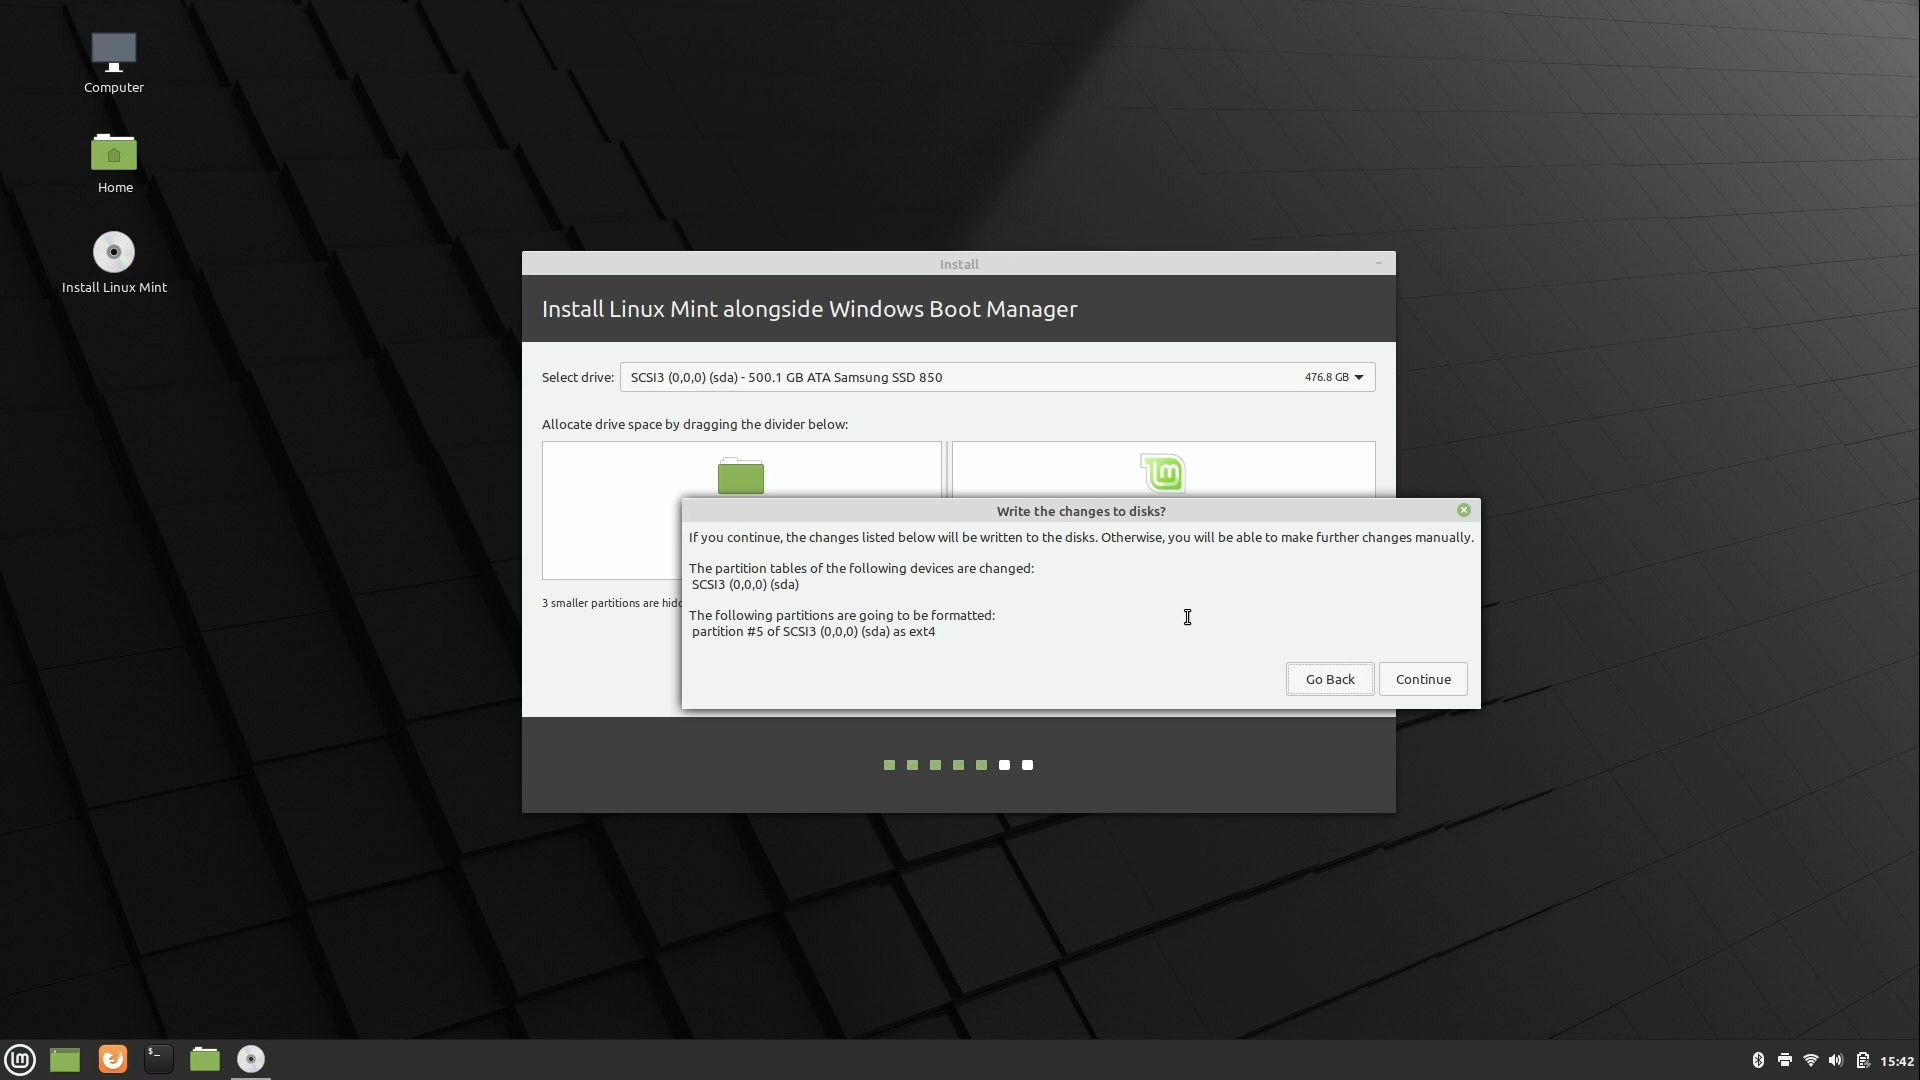 Computer
Home
Install Linux Mint
Install
Install Linux Mint alongside Windows Boot Manager
Select drive: SCSI3 (0,0,0) (sda) - 500.1 GB ATA Samsung SSD 850 476.8 GB
Allocate drive space by dragging the divider below:
3 smaller partitions are
Write the changes to disks?
If you continue, the changes listed below will be written to the disks. Otherwise, you will be able to make further changes manually.
The partition tables of the following devices are changed:
SCSI3 (0,0,0) (sda)
The following partitions are going to be formatted:
partition #5 of SCSI3 (0,0,0) (sda) as ext4
Go Back Continue
$_
15:42